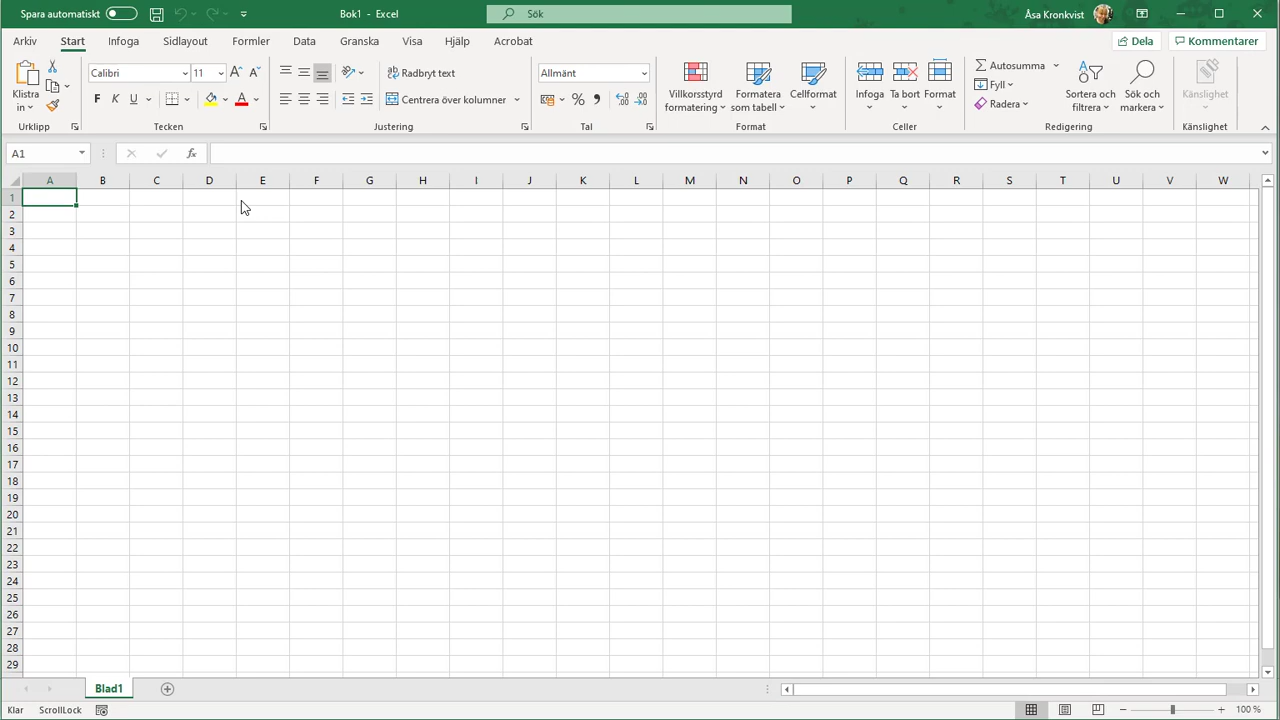 Spara automatiskt
Bok1 - Excel
Sök
Åsa Kronkvist
Arkiv Start Infoga Sidlayout Formler Data Granska Visa Hjälp Acrobat
Dela
Kommentarer
Klistra
in
Calibri 11
F K U
A
Radbryt text
Centrera över kolumner
Allmänt
%
Villkorsstyrd
formatering
Formatera
som tabell
Cellformat
Infoga
Ta bort
Format
Autosumma
Fyll
Radera
Sortera och
filtrera
Sök och
markera
Känslighet
Urklipp Tecken Justering Tal Format Celler Redigering Känslighet
A1
fx
A B C D E F G H I J K L M N O P Q R S T U V W
1
2
3
4
5
6
7
8
9
10
11
12
13
14
15
16
17
18
19
20
21
22
23
24
25
26
27
28
29
Blad1
Klar ScrollLock
100 %